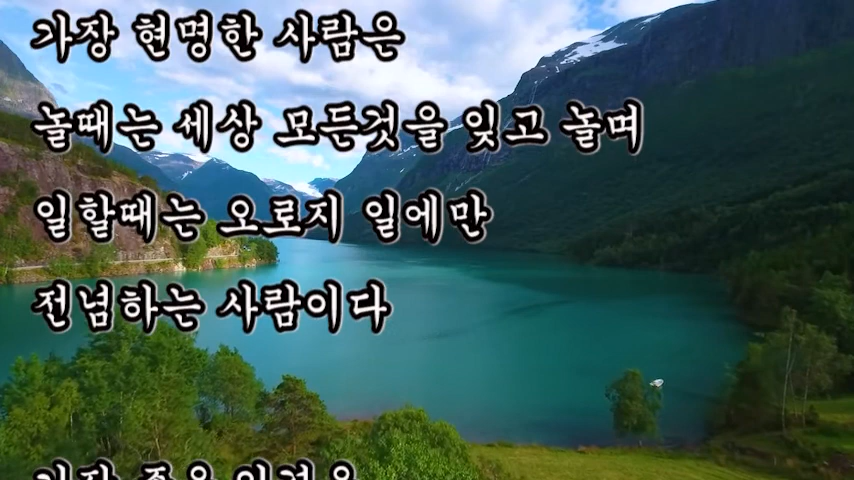 가장 현명한 사람은
놀때는 세상 모든것을 잊고 놀며
일할때는 오로지 일에만
전념하는 사람이다
가장